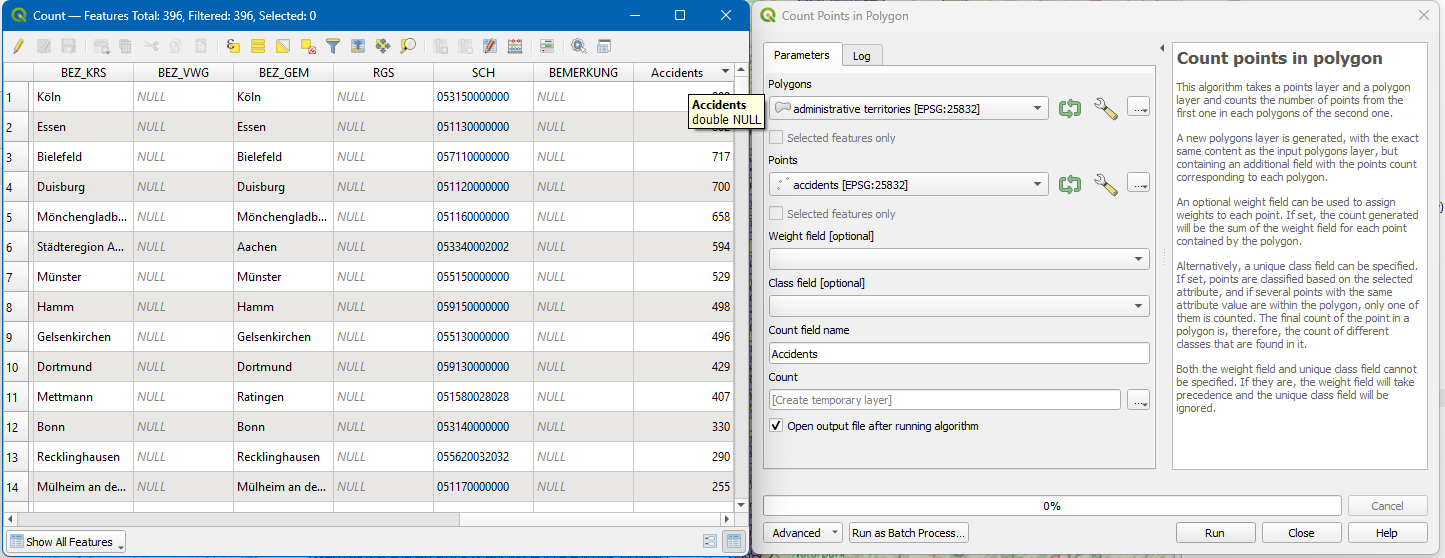 Count — Features Total: 396, Filtered: 396, Selected: 0
BEZ_KRS BEZ_VWG BEZ_GEM RGS SCH BEMERKUNG Accidents
1 Köln NULL Köln NULL 053150000000 NULL
2 Essen NULL Essen NULL 051130000000 NULL
3 Bielefeld NULL Bielefeld NULL 057110000000 NULL 717
4 Duisburg NULL Duisburg NULL 051120000000 NULL 700
5 Mönchengladb... NULL Mönchengladb... NULL 051160000000 NULL 658
6 Städteregion A... NULL Aachen NULL 053340002002 NULL 594
7 Münster NULL Münster NULL 055150000000 NULL 529
8 Hamm NULL Hamm NULL 059150000000 NULL 498
9 Gelsenkirchen NULL Gelsenkirchen NULL 055130000000 NULL 496
10 Dortmund NULL Dortmund NULL 059130000000 NULL 429
11 Mettmann NULL Ratingen NULL 051580028028 NULL 407
12 Bonn NULL Bonn NULL 053140000000 NULL 330
13 Recklinghausen NULL Recklinghausen NULL 055620032032 NULL 290
14 Mülheim an de... NULL Mülheim an de... NULL 051170000000 NULL 255
Accidents
double NULL
Show All Features
Count Points in Polygon
Parameters Log
Polygons
administrative territories [EPSG:25832]
...
Selected features only
Points
accidents [EPSG:25832]
...
Selected features only
Weight field [optional]
Class field [optional]
Count field name
Accidents
Count
[Create temporary layer]
...
Open output file after running algorithm
Count points in polygon
This algorithm takes a points layer and a polygon
layer and counts the number of points from the
first one in each polygons of the second one.
A new polygons layer is generated, with the exact
same content as the input polygons layer, but
containing an additional field with the points count
corresponding to each polygon.
An optional weight field can be used to assign
weights to each point. If set, the count generated
will be the sum of the weight field for each point
contained by the polygon.
Alternatively, a unique class field can be specified.
If set, points are classified based on the selected
attribute, and if several points with the same
attribute value are within the polygon, only one of
them is counted. The final count of the point in a
polygon is, therefore, the count of different
classes that are found in it.
Both the weight field and unique class field cannot
be specified. If they are, the weight field will take
precedence and the unique class field will be
ignored.
0%
Cancel
Advanced Run as Batch Process... Run Close Help